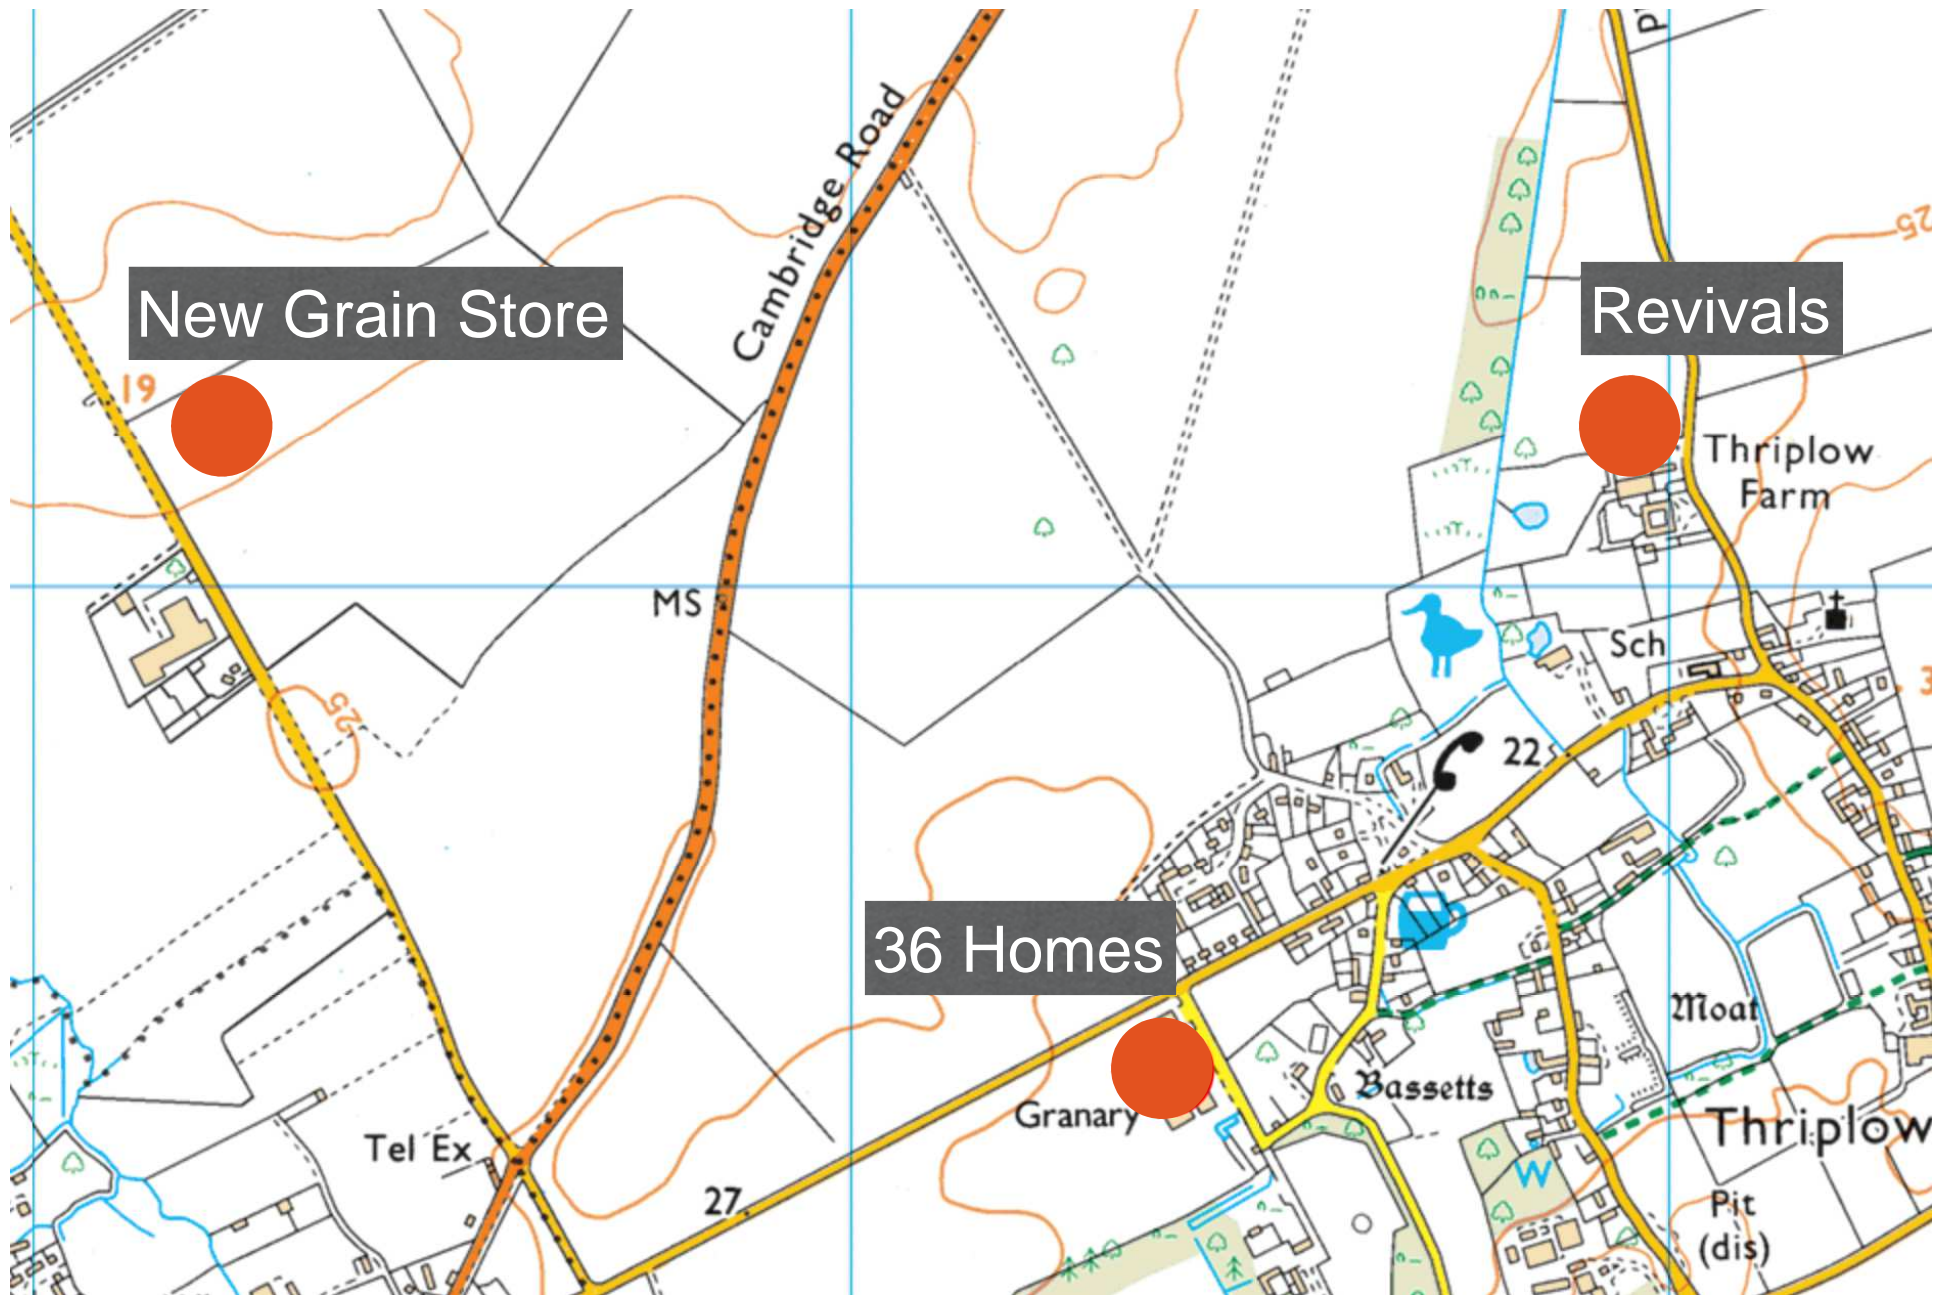 Cambridge Road
25
New Grain Store
Revivals
19
Thriplow
Farm
MS
Sch
25
22
36 Homes
Moat
Bassetts
Granary
Thriplow
Tel Ex
W
27
Pit
(dis)